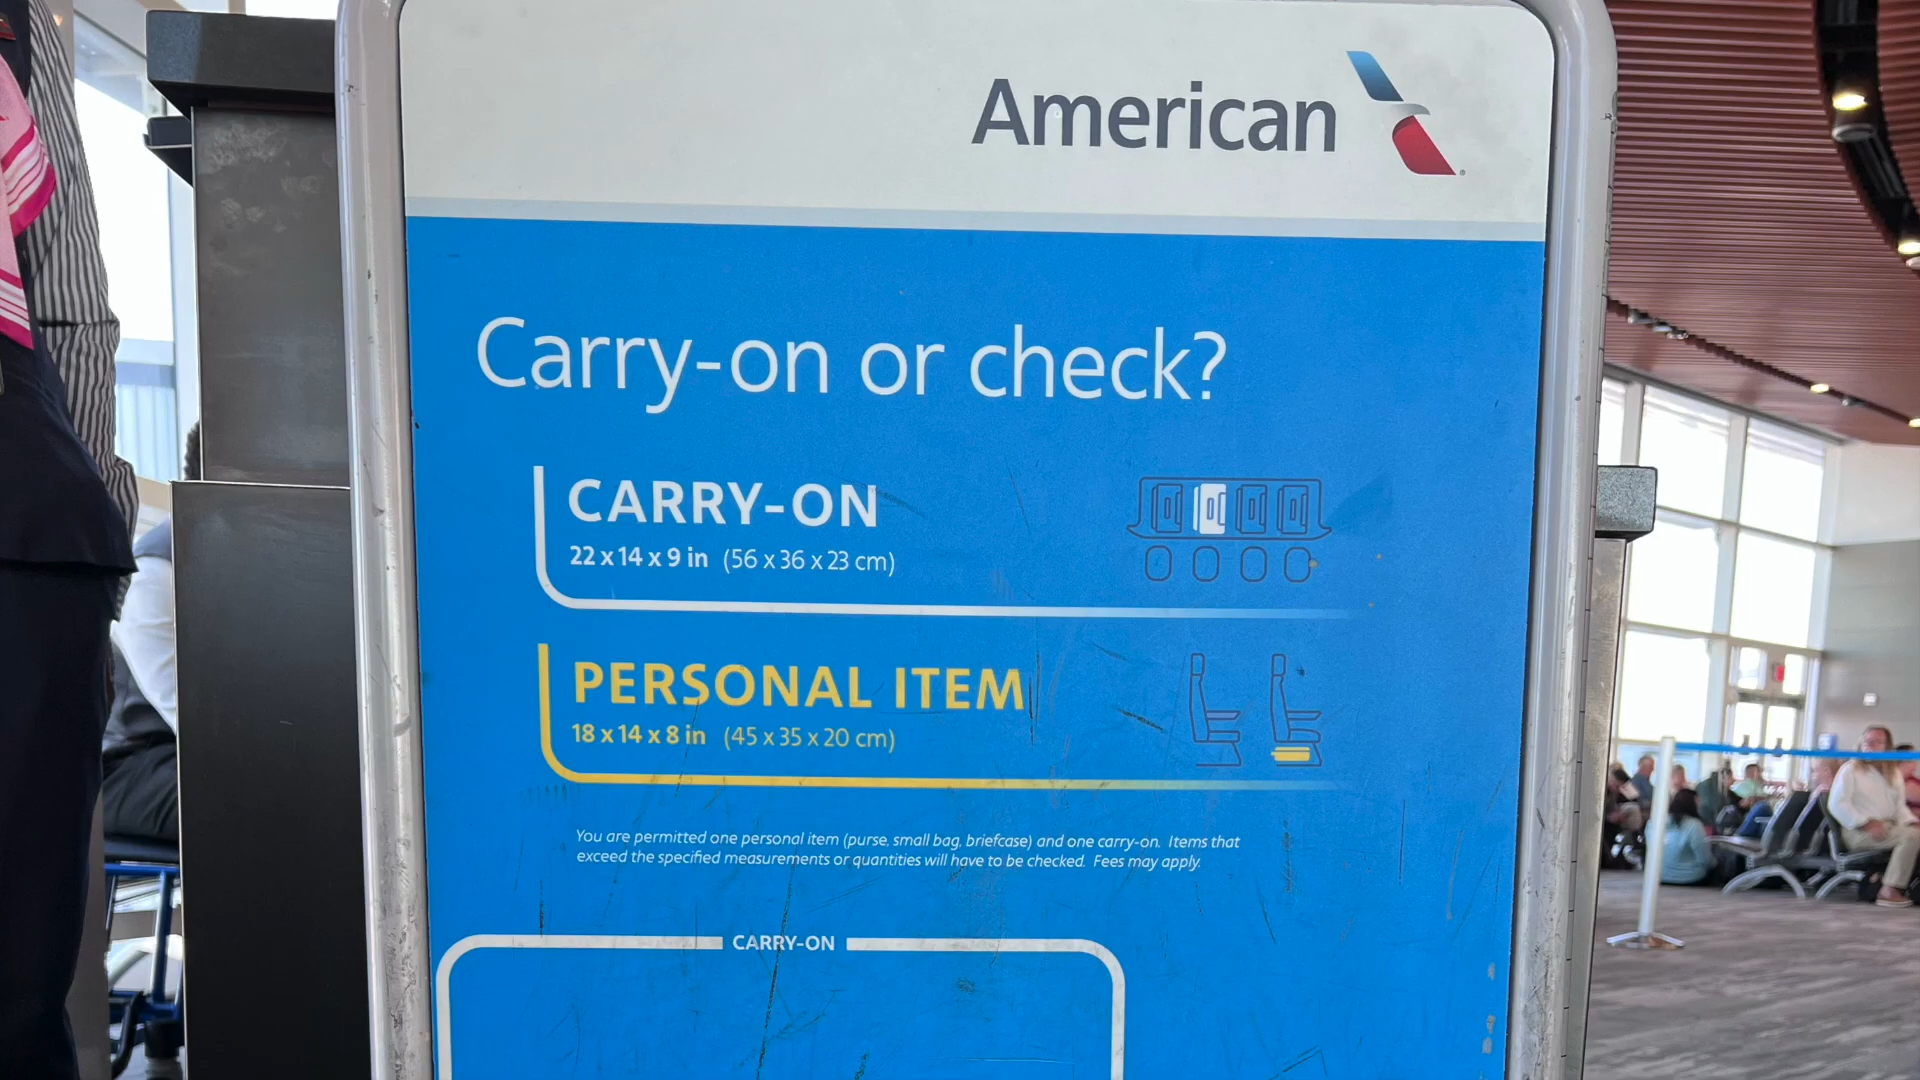 American
Carry-on or check?
CARRY-ON
22 x 14 x 9 in (56 x 36 x 23 cm)
PERSONAL ITEM
18 x 14 x 8 in (45 x 35 x 20 cm)
You are permitted one personal item (purse, small bag, briefcase) and one carry-on. Items that
exceed the specified measurements or quantities will have to be checked. Fees may apply.
CARRY-ON